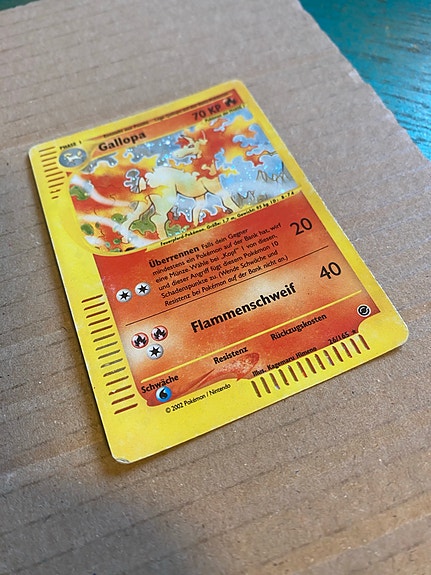 PHASE 1
Gallopa
70 KP
Feuerpferd Pokémon. Größe: 1,7 m, Gewicht: 95 kg
Überrennen Falls dein Gegner
mindestens ein Pokémon auf der Bank hat, wirf
eine Münze. Wähle bei „Kopf" 1 von diesen,
und dieser Angriff fügt diesem Pokémon 10
Schadenspunkte zu. (Wende Schwäche und
Resistenz bei Pokémon auf der Bank nicht an.)
20
Flammenschweif
40
Schwäche
Resistenz
Rückzugskosten
Illus. Kagemaru Himeno
26/165
© 2002 Pokémon / Nintendo